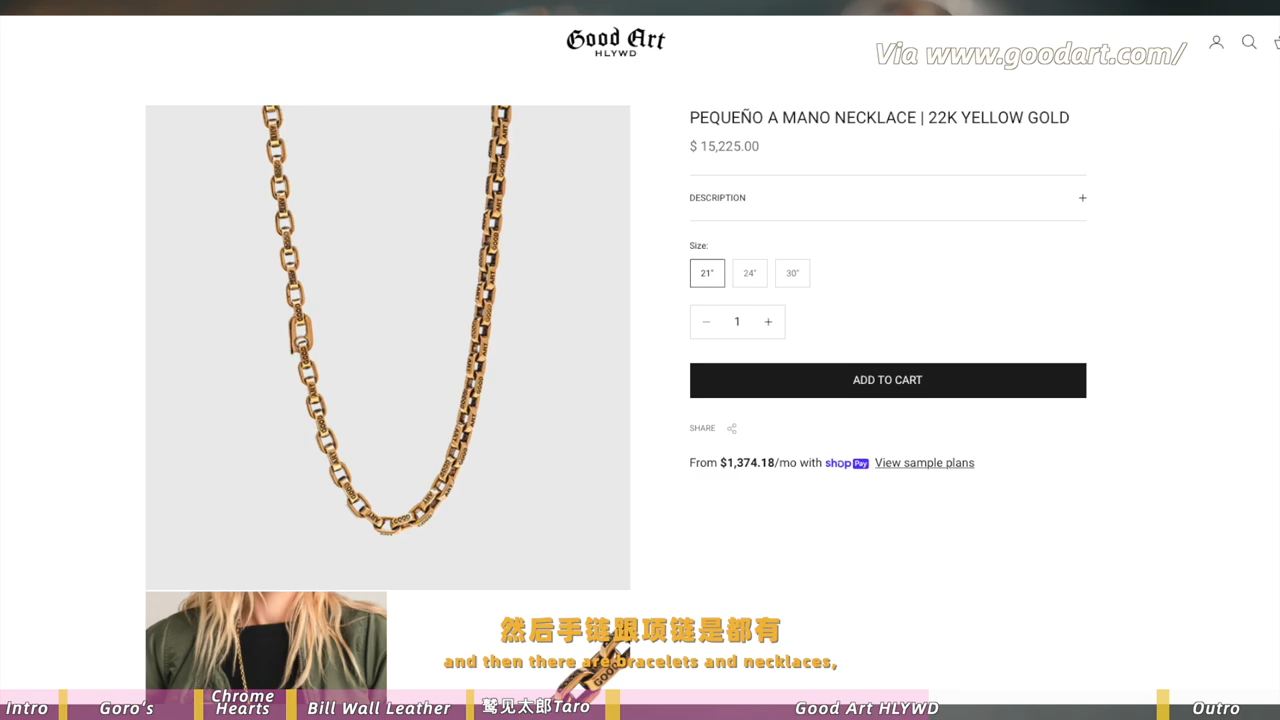 Good Art
HLYWD
Via www.goodart.com/
PEQUEÑO A MANO NECKLACE | 22K YELLOW GOLD
$ 15,225.00
DESCRIPTION
+
Size:
21" 24" 30"
− 1 +
ADD TO CART
SHARE
From $1,374.18/mo with shop Pay View sample plans
然后手链跟项链是都有
and then there are bracelets and necklaces,
Intro Goro's Chrome Hearts Bill Wall Leather 鹫见太郎Taro Good Art HLYWD Outro